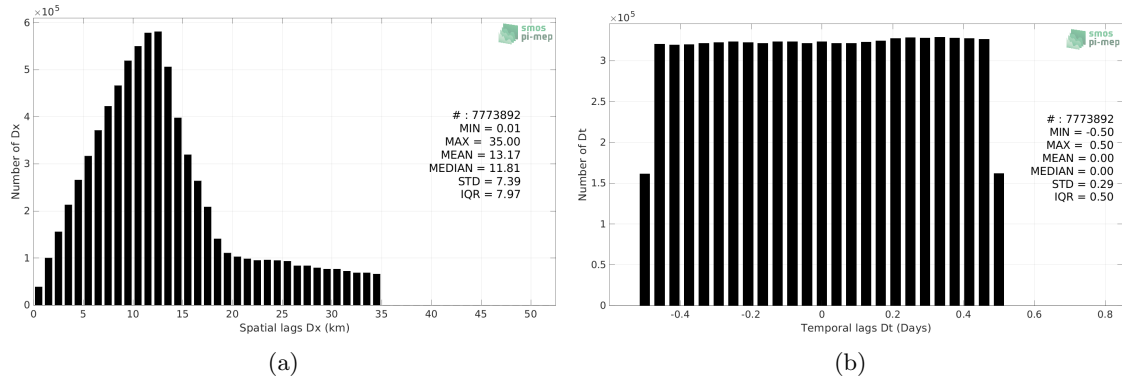 ×10^5
6
5
4
3
2
1
0
Number of Dx
smos
pi-mep
# : 7773892
MIN = 0.01
MAX = 35.00
MEAN = 13.17
MEDIAN = 11.81
STD = 7.39
IQR = 7.97
0 5 10 15 20 25 30 35 40 45 50
Spatial lags Dx (km)
(a)
×10^5
3
2.5
2
1.5
1
0.5
0
Number of Dt
smos
pi-mep
# : 7773892
MIN = -0.50
MAX = 0.50
MEAN = 0.00
MEDIAN = 0.00
STD = 0.29
IQR = 0.50
-0.4 -0.2 0 0.2 0.4 0.6 0.8
Temporal lags Dt (Days)
(b)